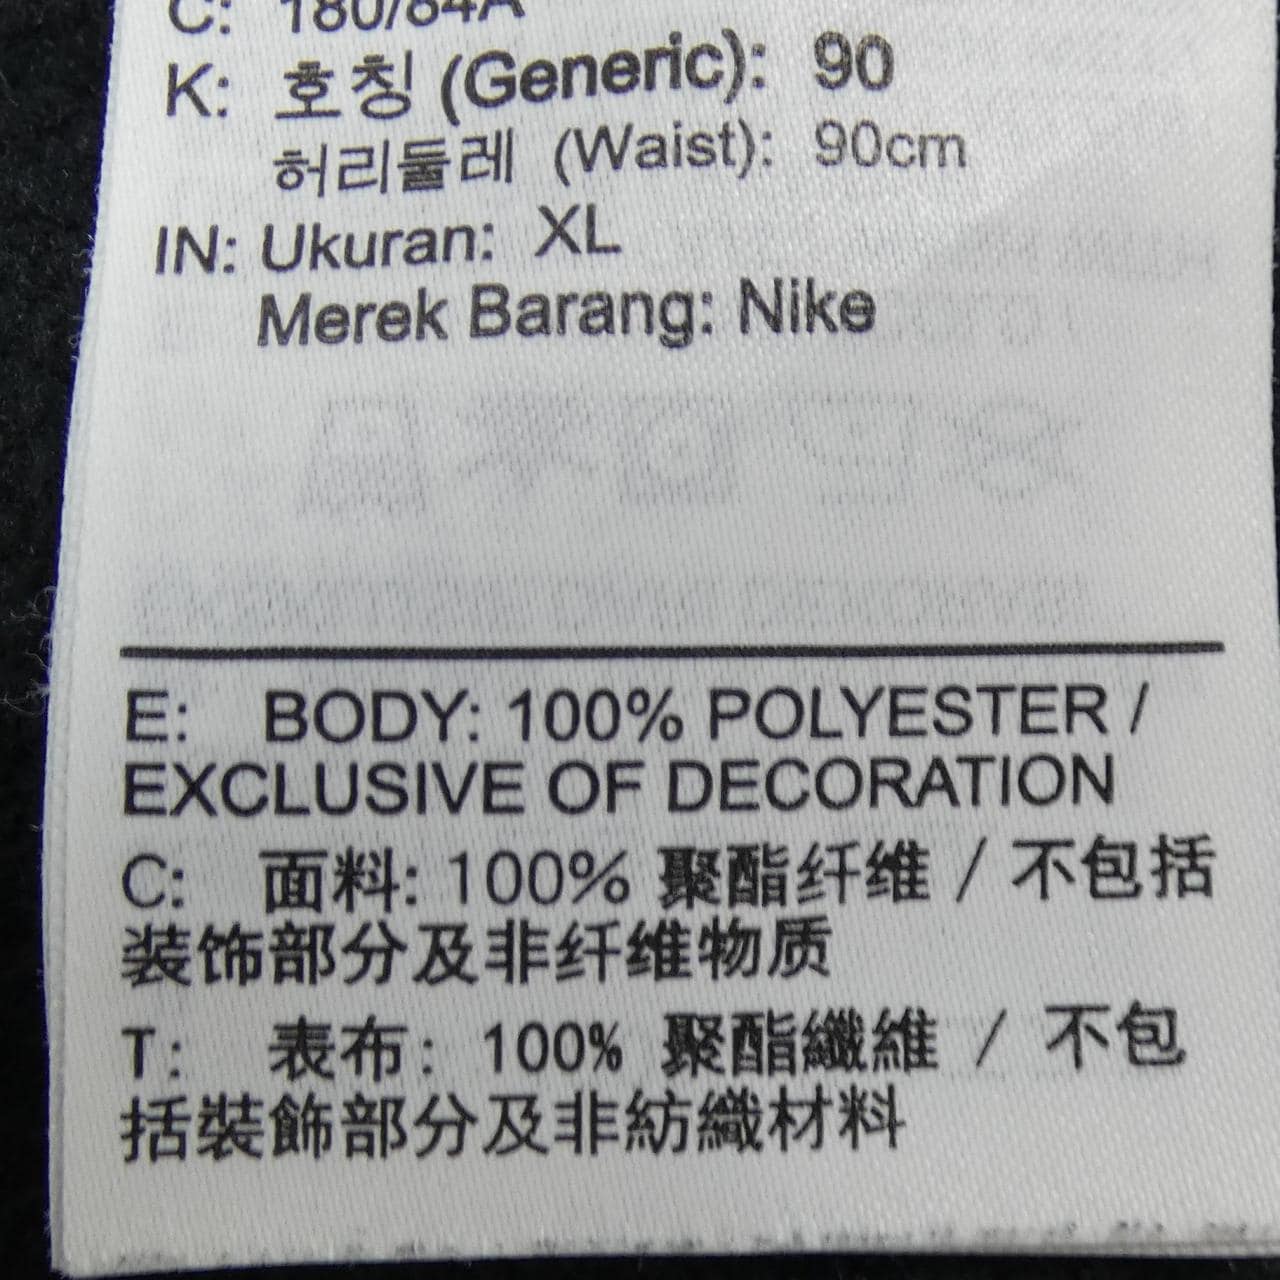 C: 180/84A
K: 호칭 (Generic): 90
허리둘레 (Waist): 90cm
IN: Ukuran: XL
Merek Barang: Nike
E: BODY: 100% POLYESTER /
EXCLUSIVE OF DECORATION
C: 面料: 100% 聚酯纤维 / 不包括
装饰部分及非纤维物质
T: 表布: 100% 聚酯纖維 / 不包
括裝飾部分及非紡織材料